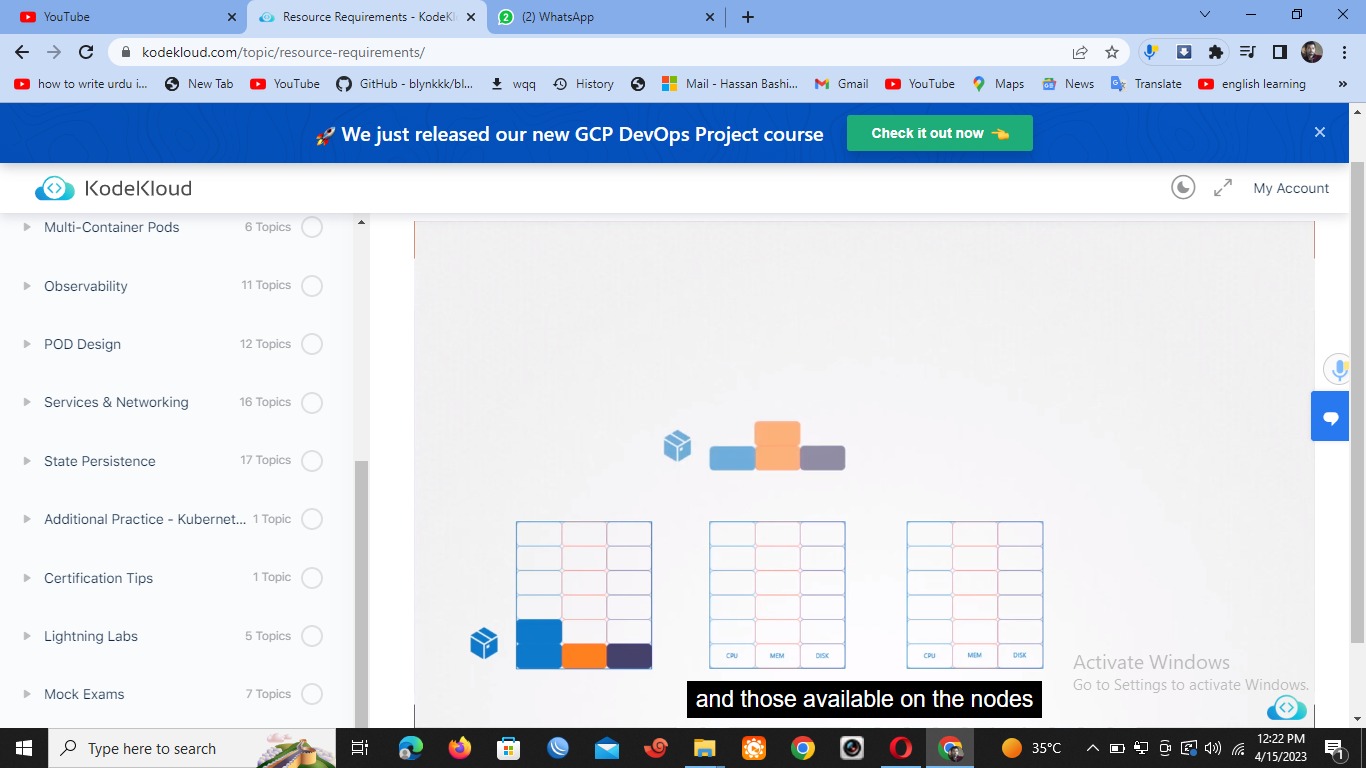 YouTube
Resource Requirements - KodeKl
(2) WhatsApp
kodekloud.com/topic/resource-requirements/
how to write urdu i...
New Tab
YouTube
GitHub - blynkkk/bl...
wqq
History
Mail - Hassan Bashi...
Gmail
YouTube
Maps
News
Translate
english learning
»
🚀 We just released our new GCP DevOps Project course
Check it out now 👈
KodeKloud
My Account
Multi-Container Pods 6 Topics
Observability 11 Topics
POD Design 12 Topics
Services & Networking 16 Topics
State Persistence 17 Topics
Additional Practice - Kubernet... 1 Topic
Certification Tips 1 Topic
Lightning Labs 5 Topics
Mock Exams 7 Topics
CPU MEM DISK
CPU MEM DISK
and those available on the nodes
Activate Windows
Go to Settings to activate Windows.
Type here to search
35°C
12:22 PM
4/15/2023
1